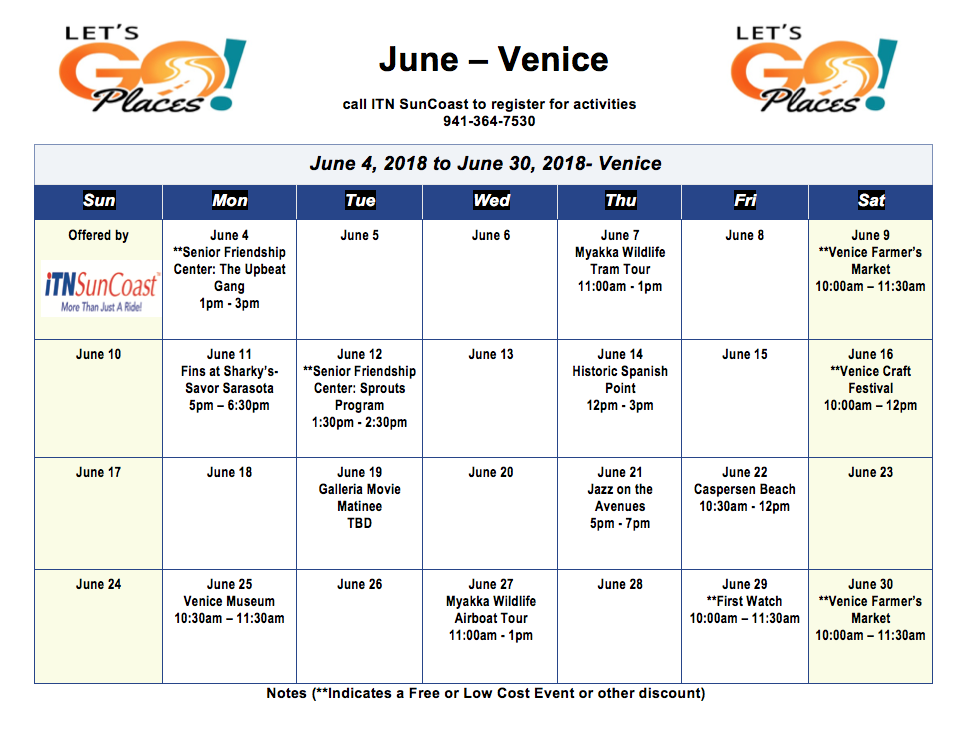 LET'S
GO!
Places
June – Venice
call ITN SunCoast to register for activities
941-364-7530
LET'S
GO!
Places
June 4, 2018 to June 30, 2018- Venice
Sun
Mon
Tue
Wed
Thu
Fri
Sat
Offered by
iTNSunCoast™
More Than Just A Ride!
June 4
**Senior Friendship
Center: The Upbeat
Gang
1pm - 3pm
June 5
June 6
June 7
Myakka Wildlife
Tram Tour
11:00am - 1pm
June 8
June 9
**Venice Farmer’s
Market
10:00am – 11:30am
June 10
June 11
Fins at Sharky’s-
Savor Sarasota
5pm – 6:30pm
June 12
**Senior Friendship
Center: Sprouts
Program
1:30pm - 2:30pm
June 13
June 14
Historic Spanish
Point
12pm - 3pm
June 15
June 16
**Venice Craft
Festival
10:00am – 12pm
June 17
June 18
June 19
Galleria Movie
Matinee
TBD
June 20
June 21
Jazz on the
Avenues
5pm - 7pm
June 22
Caspersen Beach
10:30am - 12pm
June 23
June 24
June 25
Venice Museum
10:30am – 11:30am
June 26
June 27
Myakka Wildlife
Airboat Tour
11:00am - 1pm
June 28
June 29
**First Watch
10:00am – 11:30am
June 30
**Venice Farmer’s
Market
10:00am – 11:30am
Notes (**Indicates a Free or Low Cost Event or other discount)